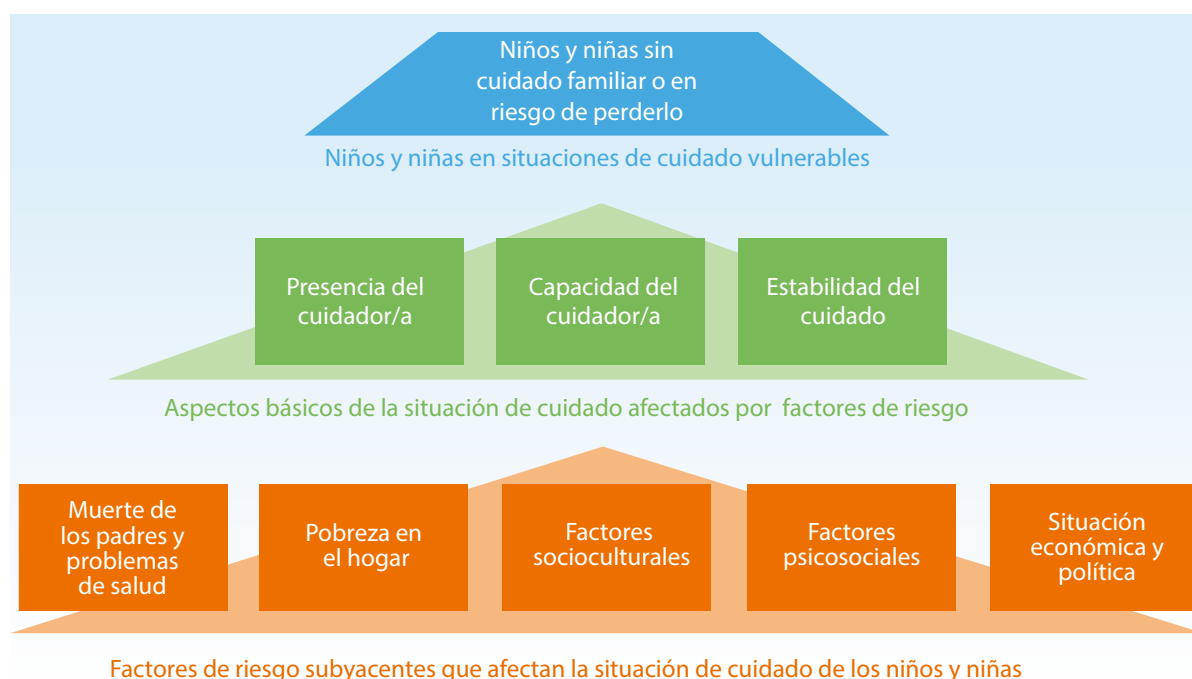 Niños y niñas sin
cuidado familiar o en
riesgo de perderlo
Niños y niñas en situaciones de cuidado vulnerables
Presencia del
cuidador/a
Capacidad del
cuidador/a
Estabilidad del
cuidado
Aspectos básicos de la situación de cuidado afectados por factores de riesgo
Muerte de
los padres y
problemas
de salud
Pobreza en
el hogar
Factores
socioculturales
Factores
psicosociales
Situación
económica y
política
Factores de riesgo subyacentes que afectan la situación de cuidado de los niños y niñas